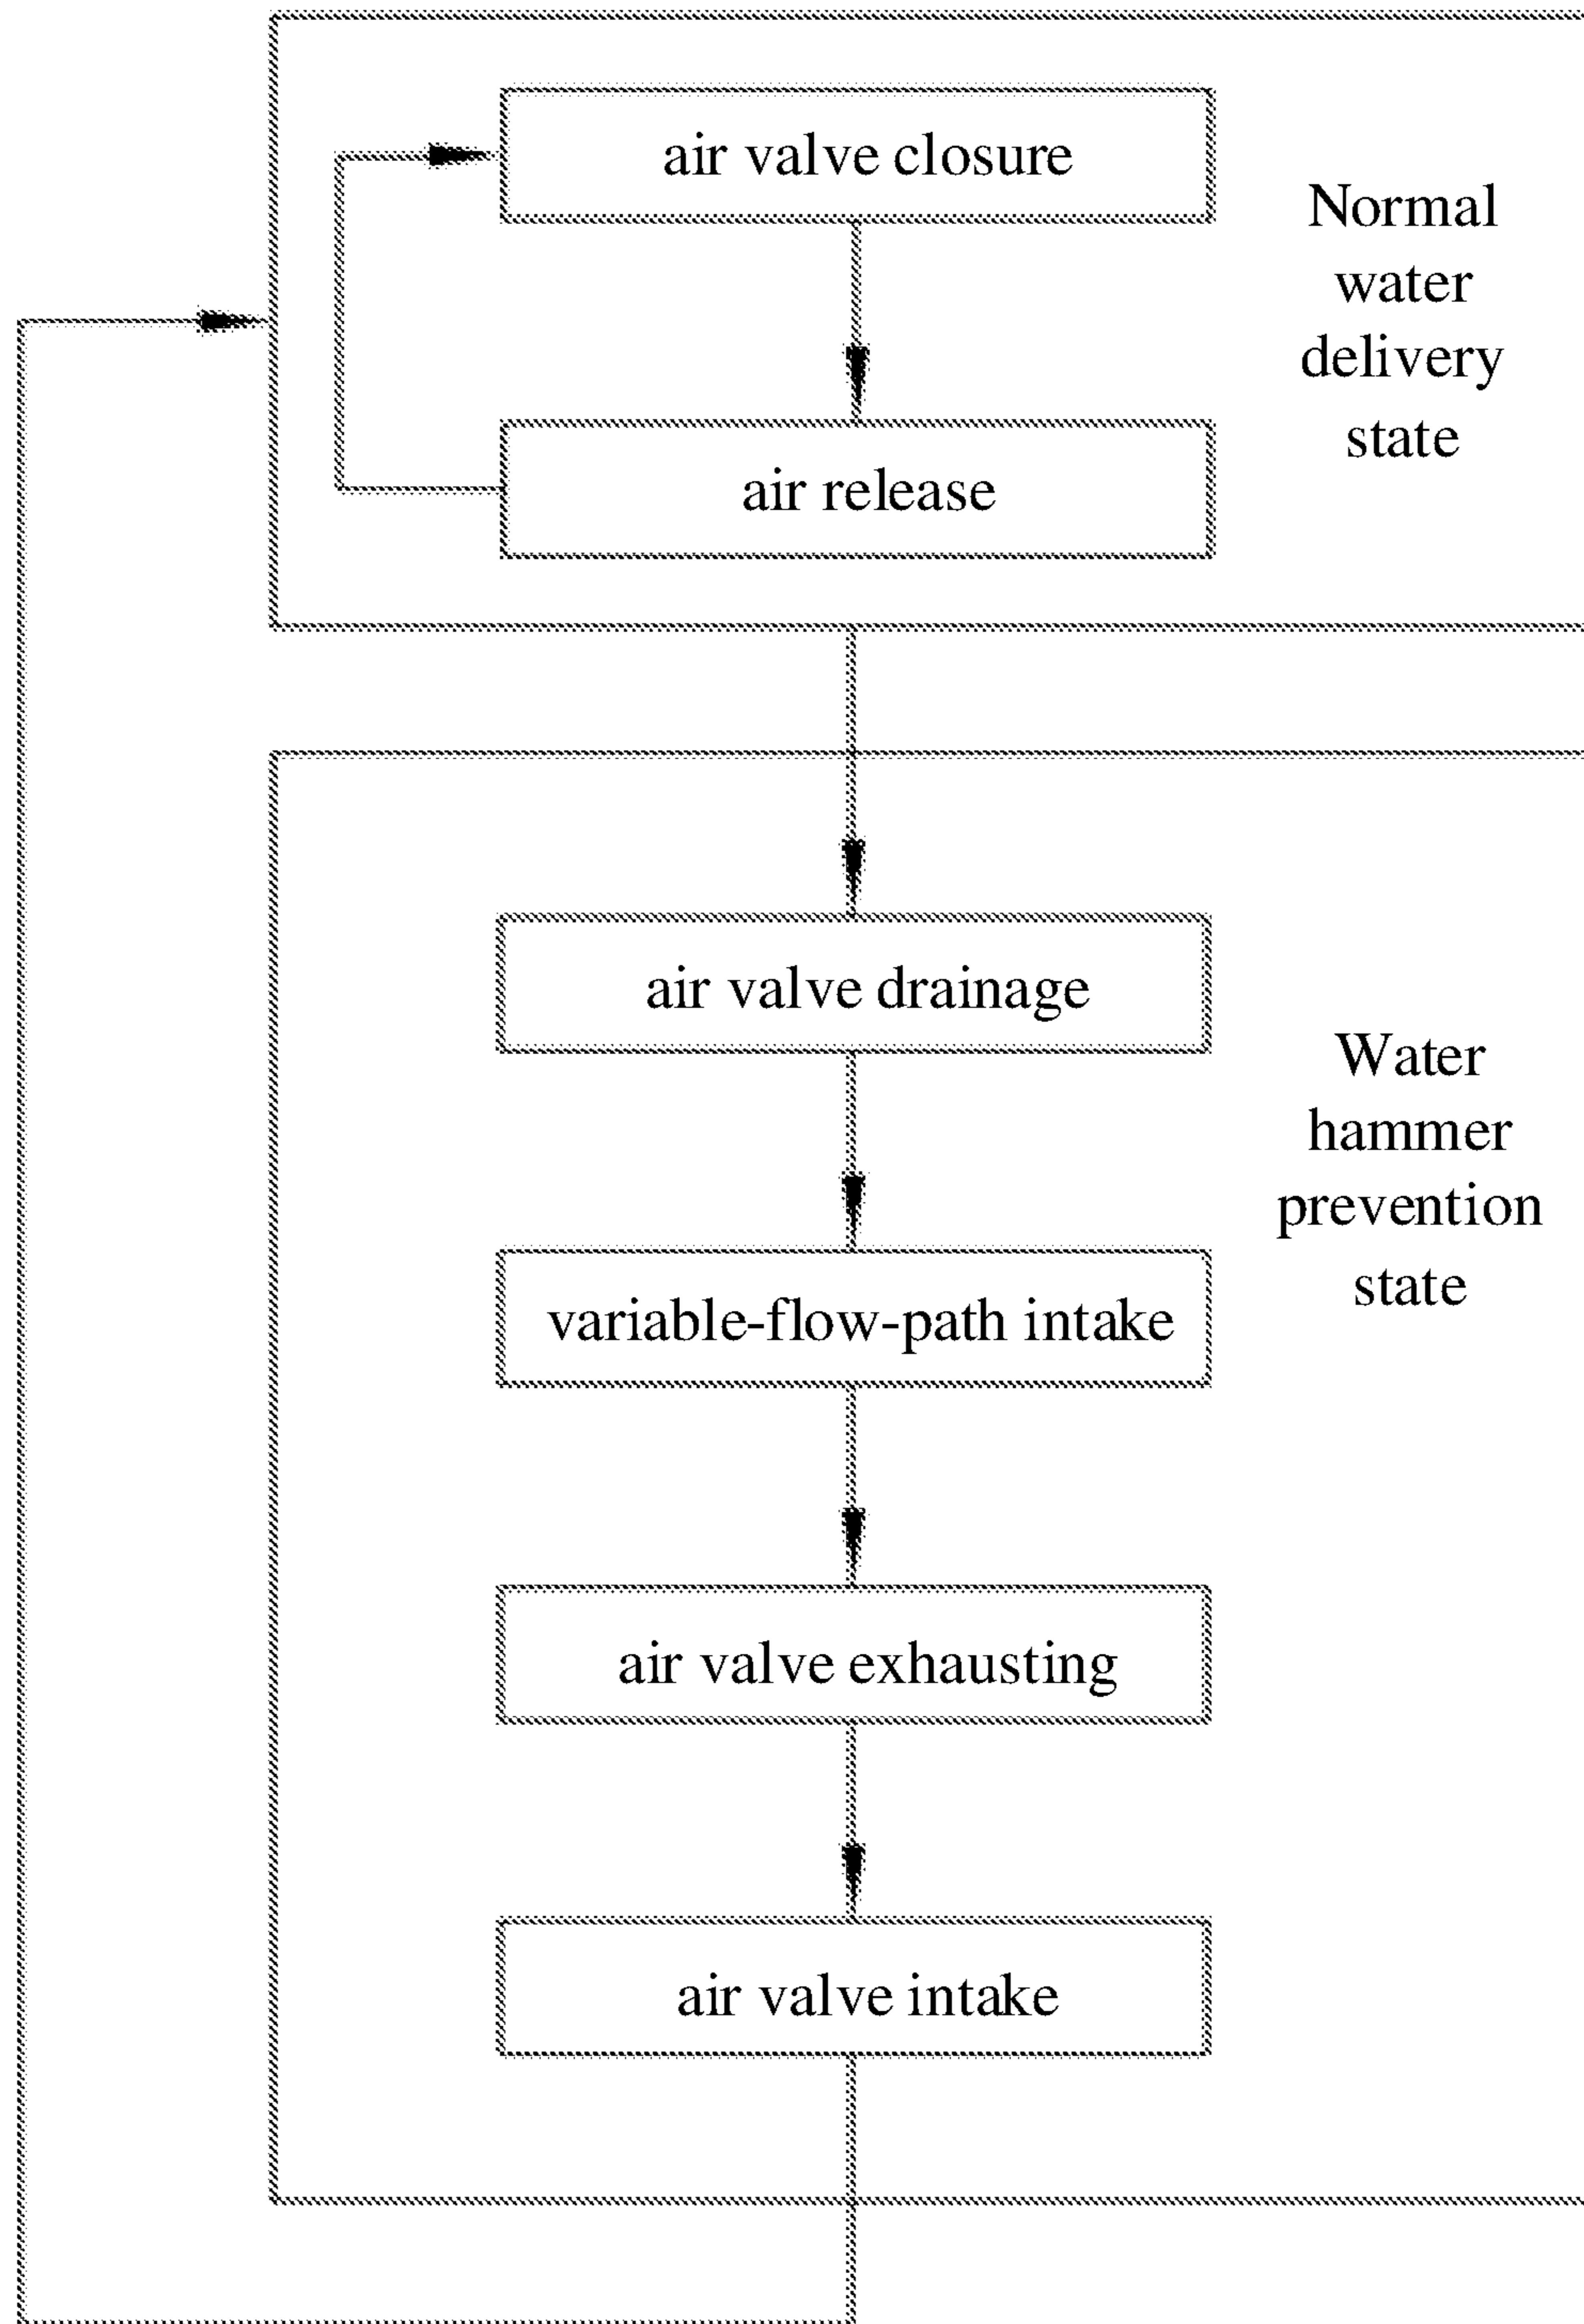 air valve closure
Normal
water
delivery
state
air release
air valve drainage
Water
hammer
prevention
state
variable-flow-path intake
air valve exhausting
air valve intake